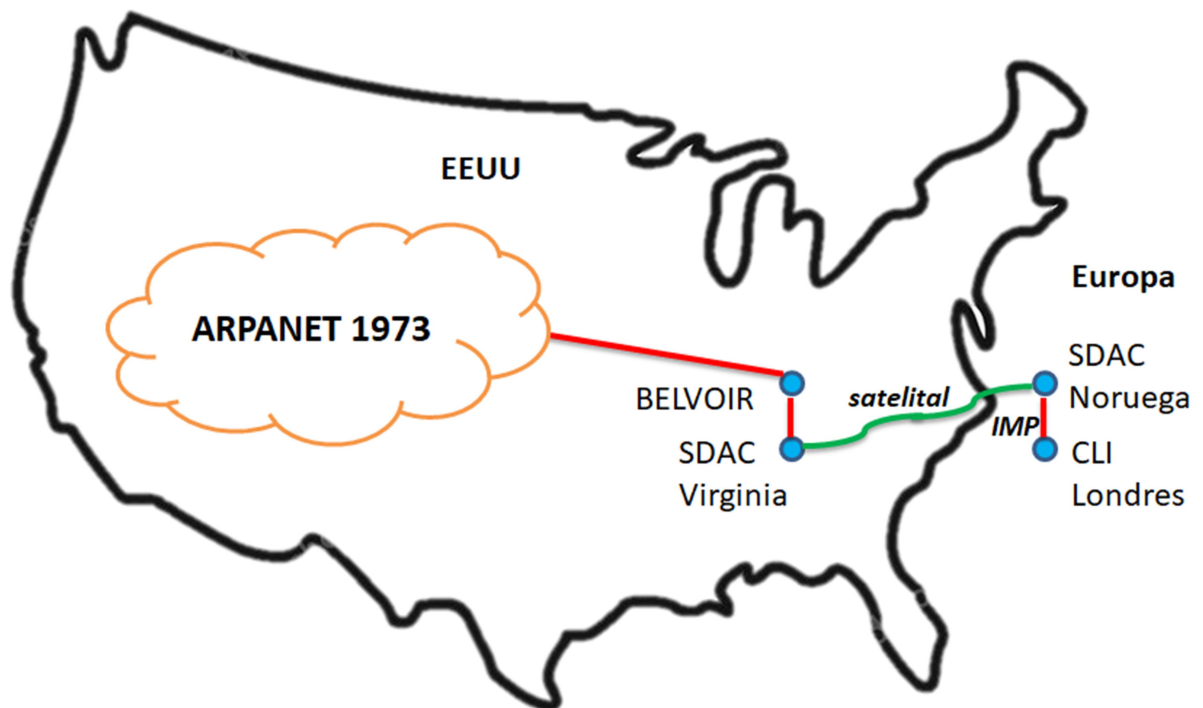 EEUU
Europa
ARPANET 1973
SDAC
Noruega
BELVOIR
satelital
IMP
SDAC
Virginia
CLI
Londres